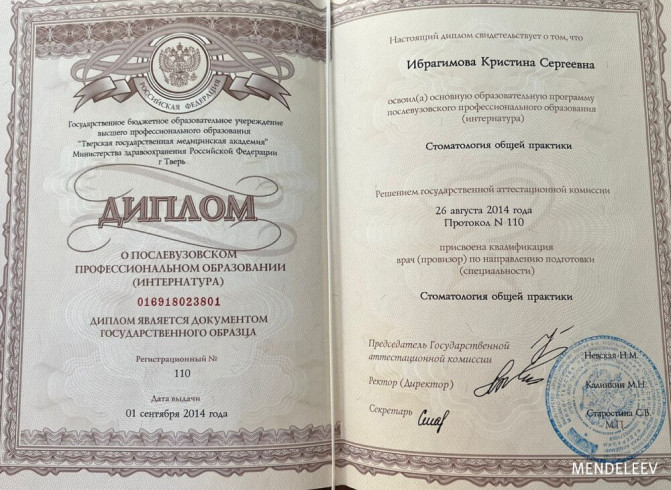 РОССИЙСКАЯ ФЕДЕРАЦИЯ
Государственное бюджетное образовательное учереждение
высшего профессионального образования
"Тверская государственная медицинская академия"
Министерства здравоохранения Российской Федерации
г Тверь
ДИПЛОМ
О ПОСЛЕВУЗОВСКОМ
ПРОФЕССИОНАЛЬНОМ ОБРАЗОВАНИИ
(ИНТЕРНАТУРА)
016918023801
ДИПЛОМ ЯВЛЯЕТСЯ ДОКУМЕНТОМ
ГОСУДАРСТВЕННОГО ОБРАЗЦА
Регистрационный №
110
Дата выдачи
01 сентября 2014 года
Настоящий диплом свидетельствует о том, что
Ибрагимова Кристина Сергеевна
освоил(а) основную образовательную программу
послевузовского профессионального образования
(интернатура)
Стоматология общей практики
Решением государственной аттестационной комиссии
26 августа 2014 года
Протокол N 110
присвоена квалификация
врач (провизор) по направлению подготовки
(специальности)
Стоматология общей практики
Председатель Государственной
аттестационной комиссии
Невская Н.М.
Ректор (Директор)
Калинкин М.Н.
Секретарь
Старостина С.В.
М.П.
MENDELEEV